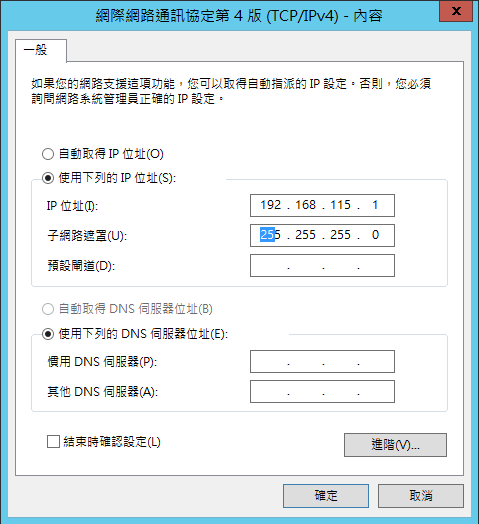 網際網路通訊協定第 4 版 (TCP/IPv4) - 內容
x
一般
如果您的網路支援這項功能，您可以取得自動指派的 IP 設定。否則，您必須
詢問網路系統管理員正確的 IP 設定。
自動取得 IP 位址(O)
使用下列的 IP 位址(S):
IP 位址(I): 192 . 168 . 115 . 1
子網路遮罩(U): 255 . 255 . 255 . 0
預設閘道(D): . . .
自動取得 DNS 伺服器位址(B)
使用下列的 DNS 伺服器位址(E):
慣用 DNS 伺服器(P): . . .
其他 DNS 伺服器(A): . . .
結束時確認設定(L)
進階(V)...
確定 取消